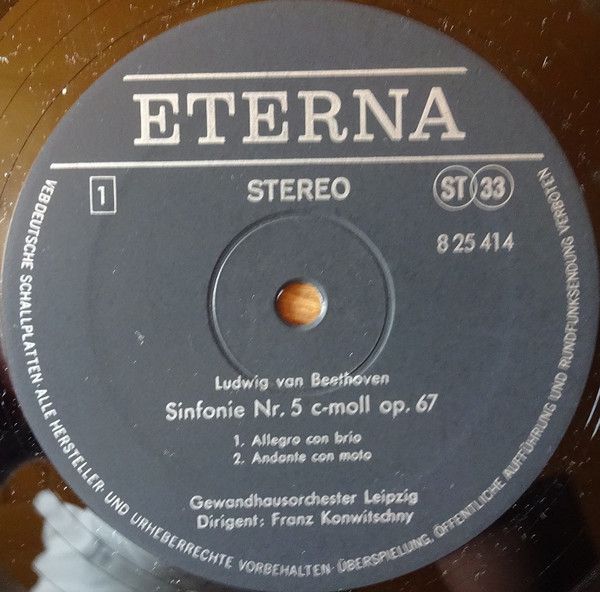 ETERNA
1
STEREO
ST 33
8 25 414
Ludwig van Beethoven
Sinfonie Nr. 5 c-moll op. 67
1. Allegro con brio
2. Andante con moto
Gewandhausorchester Leipzig
Dirigent: Franz Konwitschny
VEB DEUTSCHE SCHALLPLATTEN · ALLE HERSTELLER- UND URHEBERRECHTE VORBEHALTEN · ÜBERSPIELUNG, ÖFFENTLICHE AUFFÜHRUNG UND RUNDFUNKSENDUNG VERBOTEN